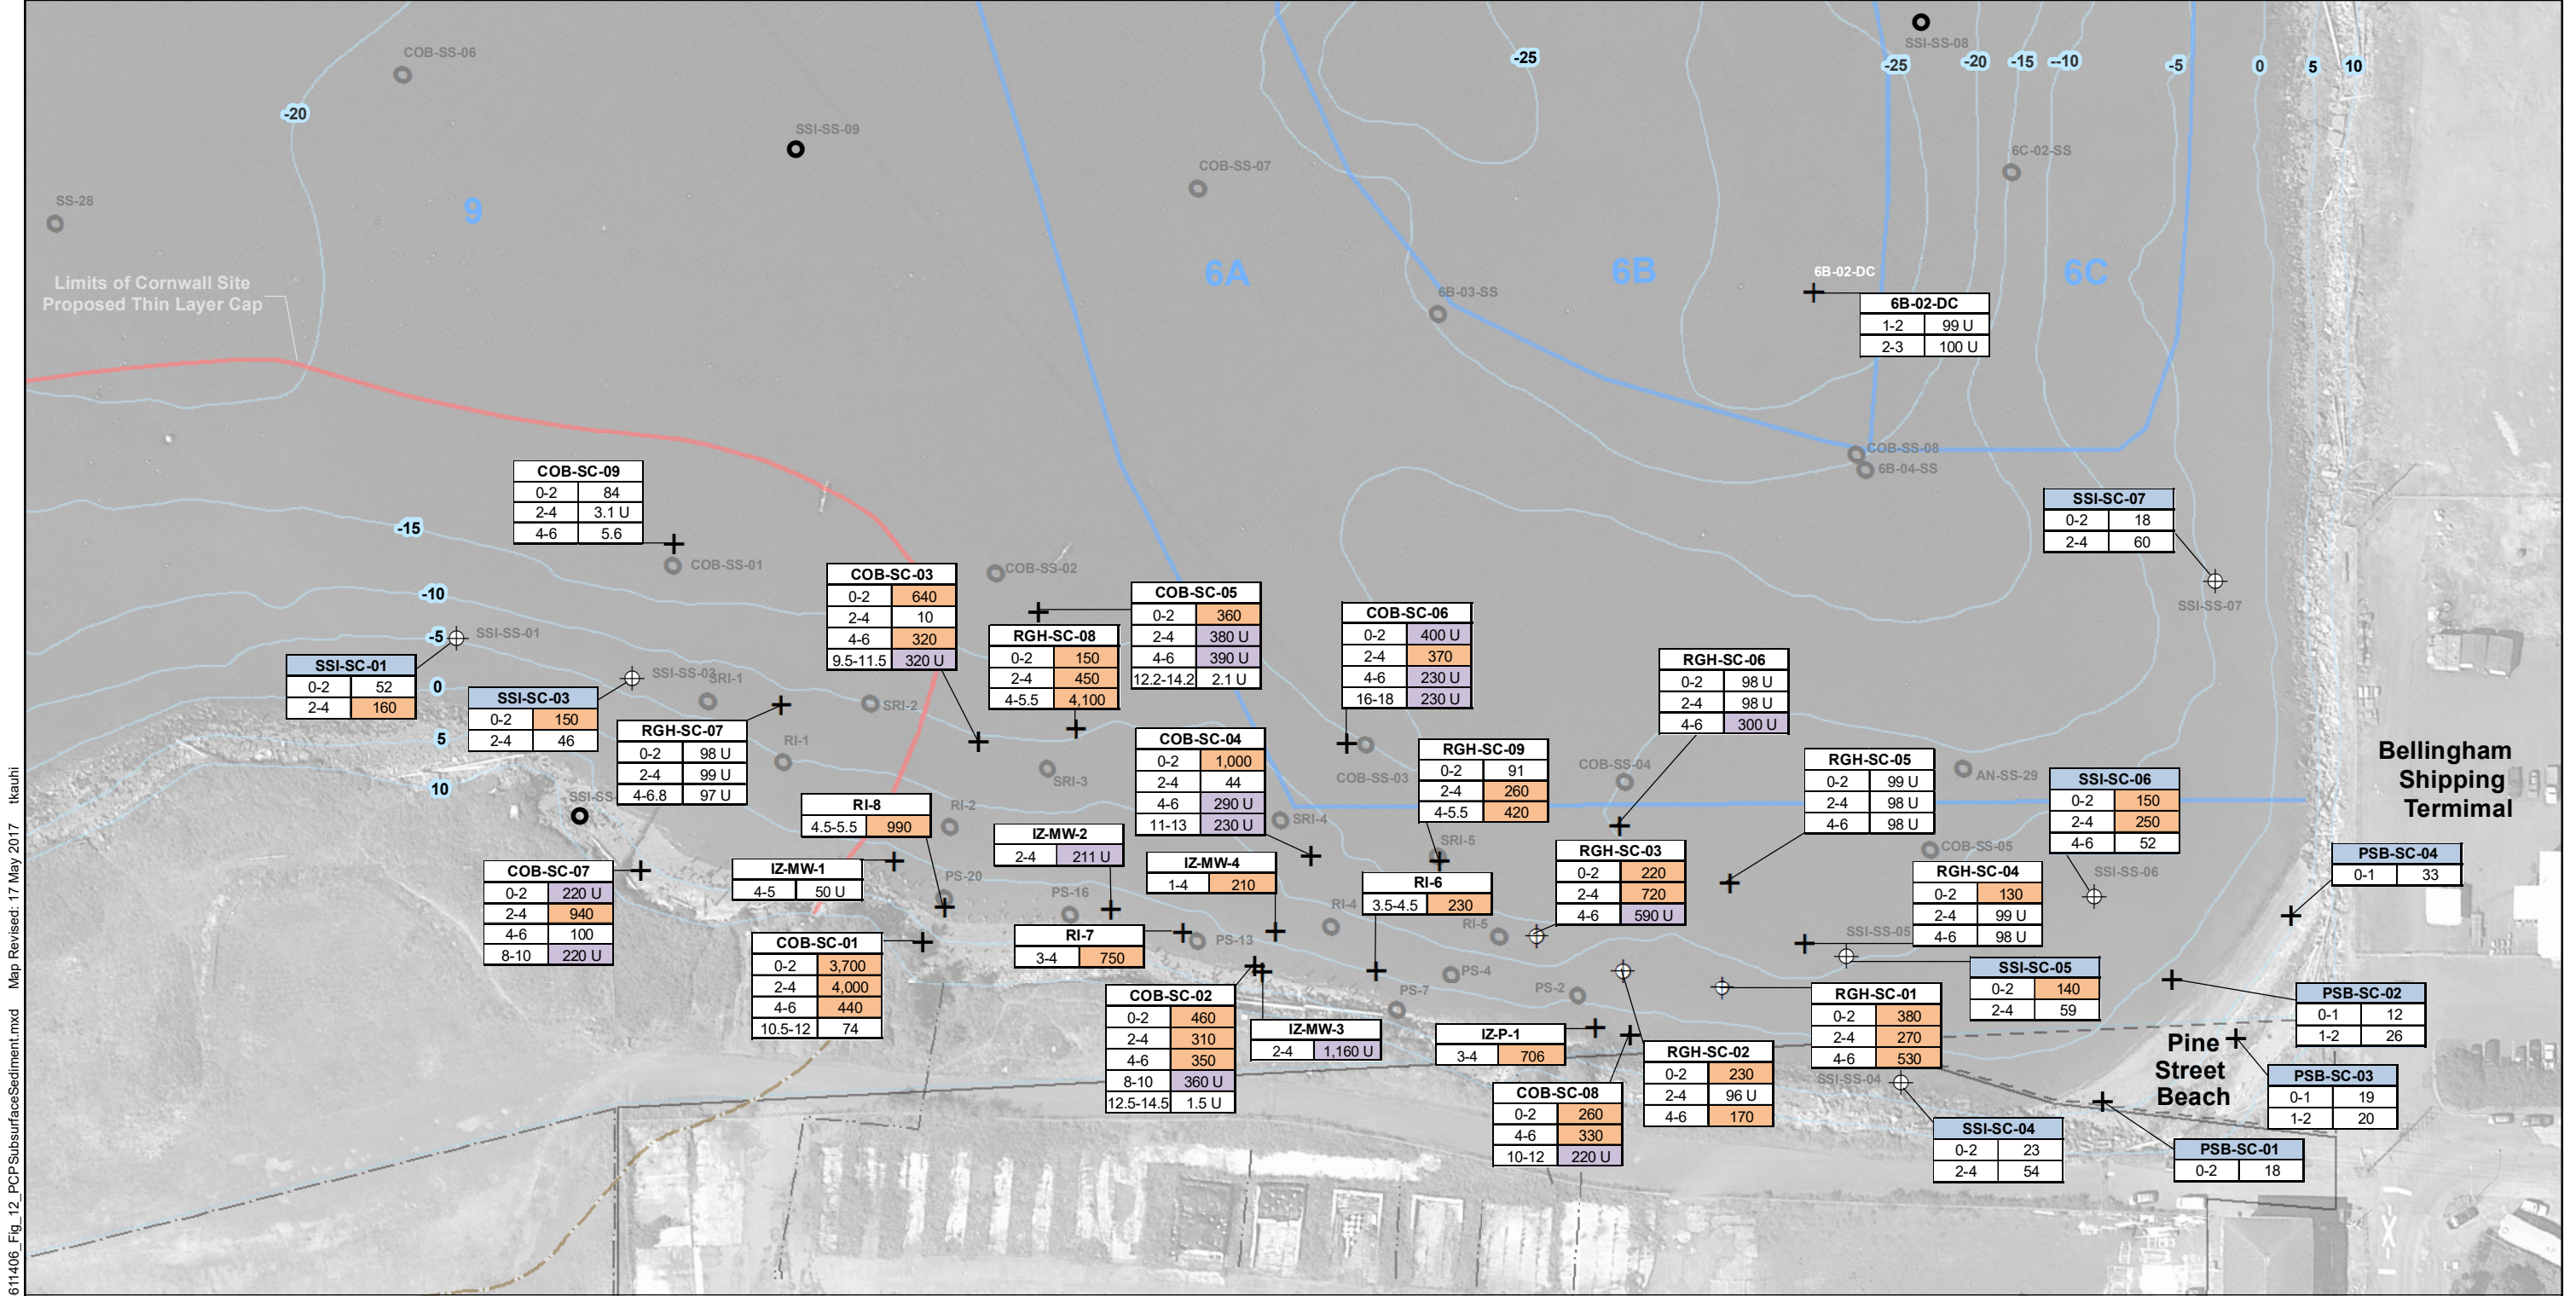 COB-SS-06
SSI-SS-08
-25
-25
-20
-15
--10
-5
0
5
10
-20
SSI-SS-09
COB-SS-07
6C-02-SS
SS-28
9
6A
6B
6C
Limits of Cornwall Site
Proposed Thin Layer Cap
6B-03-SS
6B-02-DC
6B-02-DC
1-2 99 U
2-3 100 U
COB-SS-08
6B-04-SS
COB-SC-09
0-2 84
2-4 3.1 U
4-6 5.6
-15
COB-SS-01
-10
-5
SSI-SS-01
0
5
10
SSI-SC-07
0-2 18
2-4 60
SSI-SS-07
COB-SC-03
0-2 640
2-4 10
4-6 320
9.5-11.5 320 U
COB-SS-02
RGH-SC-08
0-2 150
2-4 450
4-5.5 4,100
COB-SC-05
0-2 360
2-4 380 U
4-6 390 U
12.2-14.2 2.1 U
COB-SC-06
0-2 400 U
2-4 370
4-6 230 U
16-18 230 U
RGH-SC-06
0-2 98 U
2-4 98 U
4-6 300 U
SSI-SC-01
0-2 52
2-4 160
SSI-SC-03
0-2 150
2-4 46
SSI-SS-03
SRI-1
SRI-2
RGH-SC-07
0-2 98 U
2-4 99 U
4-6.8 97 U
RI-1
SRI-3
COB-SC-04
0-2 1,000
2-4 44
4-6 290 U
11-13 230 U
COB-SS-03
RGH-SC-09
0-2 91
2-4 260
4-5.5 420
COB-SS-04
RGH-SC-05
0-2 99 U
2-4 98 U
4-6 98 U
AN-SS-29
SSI-SC-06
0-2 150
2-4 250
4-6 52
Bellingham
Shipping
Termimal
SSI-SS-
RI-8
4.5-5.5 990
RI-2
IZ-MW-2
2-4 211 U
SRI-4
SRI-5
RGH-SC-03
0-2 220
2-4 720
4-6 590 U
COB-SS-05
RGH-SC-04
0-2 130
2-4 99 U
4-6 98 U
SSI-SS-06
PSB-SC-04
0-1 33
COB-SC-07
0-2 220 U
2-4 940
4-6 100
8-10 220 U
IZ-MW-1
4-5 50 U
PS-20
PS-16
IZ-MW-4
1-4 210
RI-6
3.5-4.5 230
RI-4
RI-5
COB-SC-01
0-2 3,700
2-4 4,000
4-6 440
10.5-12 74
RI-7
3-4 750
PS-13
PS-4
PS-7
PS-2
SSI-SS-05
SSI-SC-05
0-2 140
2-4 59
COB-SC-02
0-2 460
2-4 310
4-6 350
8-10 360 U
12.5-14.5 1.5 U
IZ-MW-3
2-4 1,160 U
IZ-P-1
3-4 706
RGH-SC-01
0-2 380
2-4 270
4-6 530
PSB-SC-02
0-1 12
1-2 26
RGH-SC-02
0-2 230
2-4 96 U
4-6 170
COB-SC-08
0-2 260
4-6 330
10-12 220 U
SSI-SS-04
Pine
Street
Beach
PSB-SC-03
0-1 19
1-2 20
SSI-SC-04
0-2 23
2-4 54
PSB-SC-01
0-2 18
611406_Fig_12_PCPSubsurfaceSediment.mxd Map Revised: 17 May 2017 tkauhi